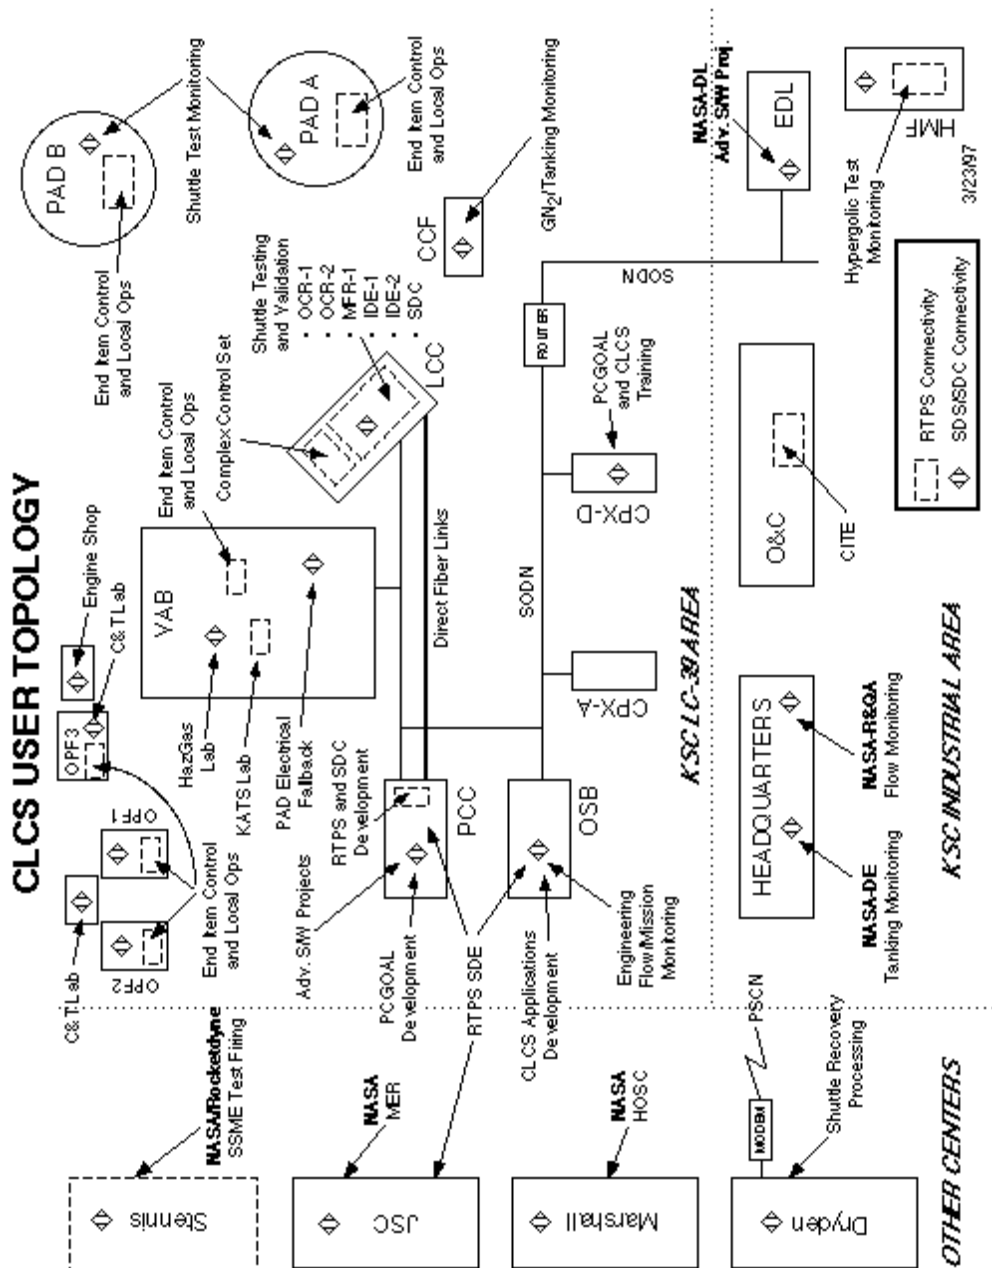 CLCS USER TOPOLOGY
C&T Lab
OPF2
OPF1
OPF3
Engine Shop
C&T Lab
End Item Control
and Local Ops
VAB
HazGas
Lab
KATS Lab
PAD Electrical
Fallback
End Item Control
and Local Ops
Complex Control Set
Shuttle Testing
and Validation
• OCR-1
• OCR-2
• MFR-1
• IDE-1
• IDE-2
• SDC
LCC
End Item Control
and Local Ops
PAD B
Shuttle Test Monitoring
PAD A
End Item Control
and Local Ops
CCF
GN2/Tanking Monitoring
Direct Fiber Links
Adv. S/W Projects
RTPS and SDC
Development
PCC
PCGOAL
Development
RTPS SDE
CLCS Applications
Development
OSB
Engineering
Flow/Mission
Monitoring
SODN
CPX-A
CPX-D
PCGOAL
and CLCS
Training
ROUTER
SODN
KSC LC-39 AREA
NASA/Rocketdyne
SSME Test Firing
Stennis
NASA
MER
JSC
NASA
HOSC
Marshall
MODEM
PSCN
Shuttle Recovery
Processing
Dryden
OTHER CENTERS
HEADQUARTERS
NASA-DE
Tanking Monitoring
NASA-R&QA
Flow Monitoring
O&C
CITE
NASA-DL
Adv. S/W Proj.
EDL
Hypergolic Test
Monitoring
HMF
KSC INDUSTRIAL AREA
RTPS Connectivity
SDS/SDC Connectivity
3/23/97